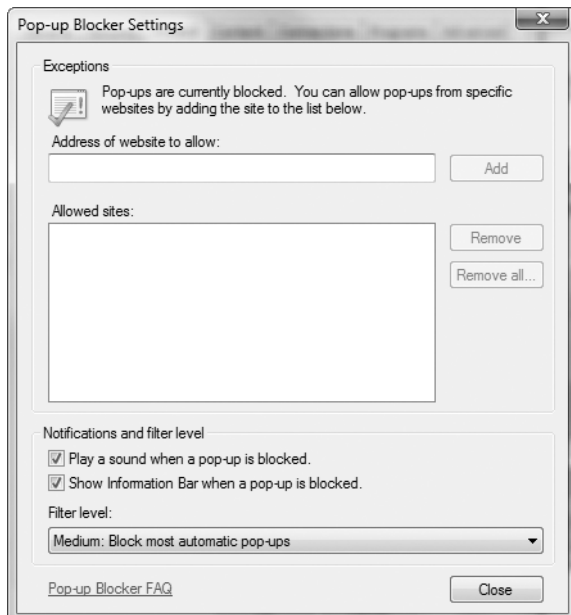 Pop-up Blocker Settings
Exceptions
Pop-ups are currently blocked. You can allow pop-ups from specific
websites by adding the site to the list below.
Address of website to allow:
Add
Allowed sites:
Remove
Remove all...
Notifications and filter level
Play a sound when a pop-up is blocked.
Show Information Bar when a pop-up is blocked.
Filter level:
Medium: Block most automatic pop-ups
Pop-up Blocker FAQ
Close